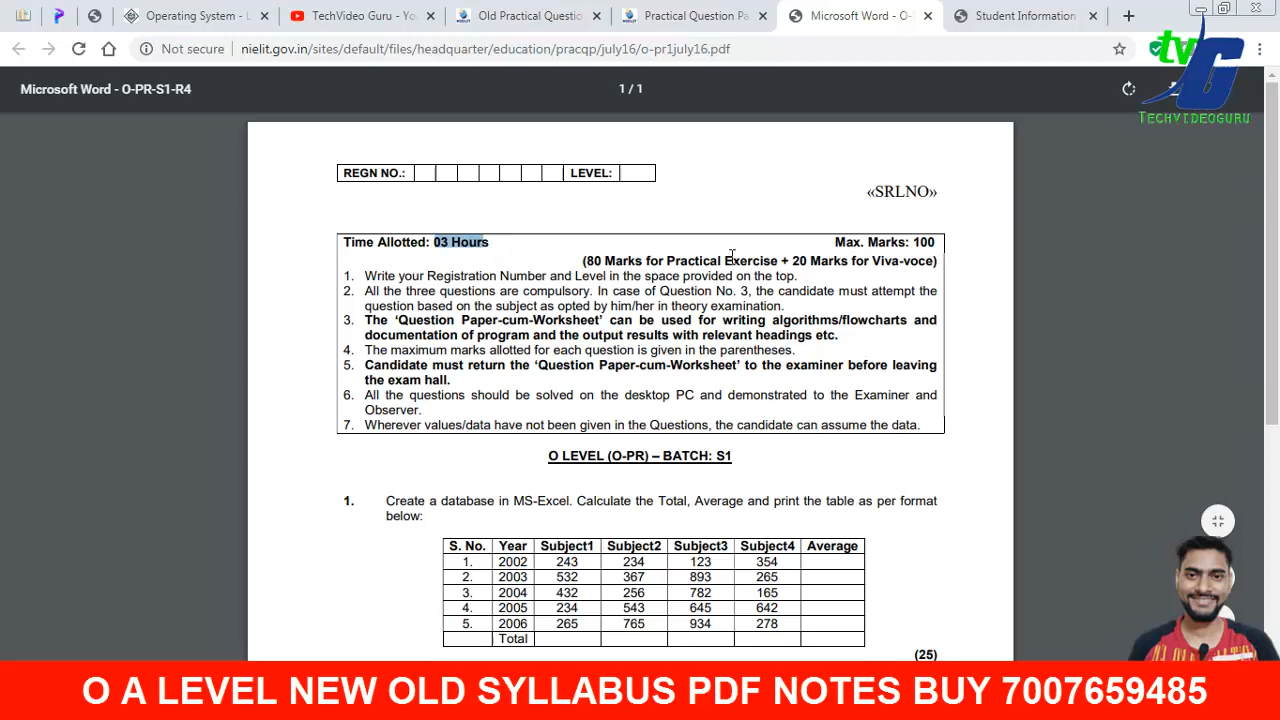 Operating System - L
TechVideo Guru - Yo
Old Practical Questio
Practical Question Pa
Microsoft Word - O-
Student Information
Not secure nielit.gov.in/sites/default/files/headquarter/education/pracqp/july16/o-pr1july16.pdf
Microsoft Word - O-PR-S1-R4
1 / 1
tv
G
TECHVIDEOGURU
REGN NO.: LEVEL:
«SRLNO»
Time Allotted: 03 Hours Max. Marks: 100
(80 Marks for Practical Exercise + 20 Marks for Viva-voce)
1. Write your Registration Number and Level in the space provided on the top.
2. All the three questions are compulsory. In case of Question No. 3, the candidate must attempt the
question based on the subject as opted by him/her in theory examination.
3. The ‘Question Paper-cum-Worksheet’ can be used for writing algorithms/flowcharts and
documentation of program and the output results with relevant headings etc.
4. The maximum marks allotted for each question is given in the parentheses.
5. Candidate must return the ‘Question Paper-cum-Worksheet’ to the examiner before leaving
the exam hall.
6. All the questions should be solved on the desktop PC and demonstrated to the Examiner and
Observer.
7. Wherever values/data have not been given in the Questions, the candidate can assume the data.
O LEVEL (O-PR) – BATCH: S1
1. Create a database in MS-Excel. Calculate the Total, Average and print the table as per format
below:
S. No. Year Subject1 Subject2 Subject3 Subject4 Average
1. 2002 243 234 123 354
2. 2003 532 367 893 265
3. 2004 432 256 782 165
4. 2005 234 543 645 642
5. 2006 265 765 934 278
Total
(25)
O A LEVEL NEW OLD SYLLABUS PDF NOTES BUY 7007659485